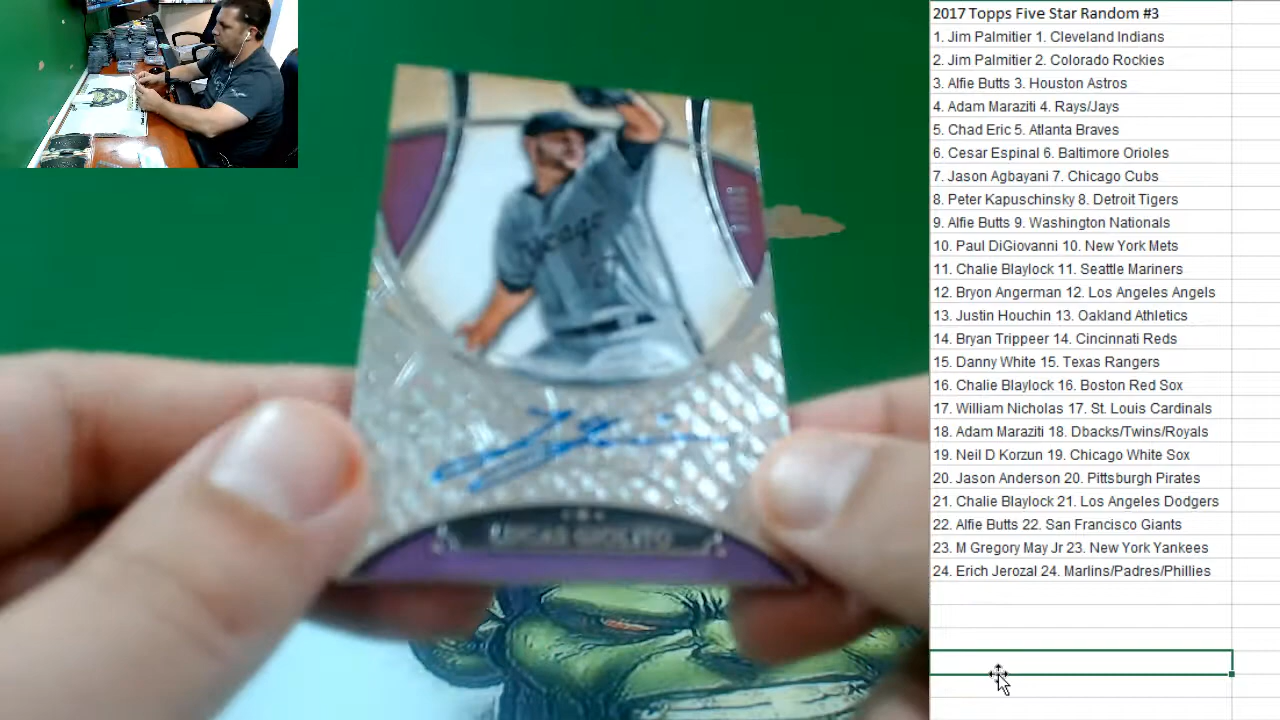 2017 Topps Five Star Random #3
1. Jim Palmitier 1. Cleveland Indians
2. Jim Palmitier 2. Colorado Rockies
3. Alfie Butts 3. Houston Astros
4. Adam Maraziti 4. Rays/Jays
5. Chad Eric 5. Atlanta Braves
6. Cesar Espinal 6. Baltimore Orioles
7. Jason Agbayani 7. Chicago Cubs
8. Peter Kapuschinsky 8. Detroit Tigers
9. Alfie Butts 9. Washington Nationals
10. Paul DiGiovanni 10. New York Mets
11. Chalie Blaylock 11. Seattle Mariners
12. Bryon Angerman 12. Los Angeles Angels
13. Justin Houchin 13. Oakland Athletics
14. Bryan Trippeer 14. Cincinnati Reds
15. Danny White 15. Texas Rangers
16. Chalie Blaylock 16. Boston Red Sox
17. William Nicholas 17. St. Louis Cardinals
18. Adam Maraziti 18. Dbacks/Twins/Royals
19. Neil D Korzun 19. Chicago White Sox
20. Jason Anderson 20. Pittsburgh Pirates
21. Chalie Blaylock 21. Los Angeles Dodgers
22. Alfie Butts 22. San Francisco Giants
23. M Gregory May Jr 23. New York Yankees
24. Erich Jerozal 24. Marlins/Padres/Phillies
Chicago
LUCAS GIOLITO